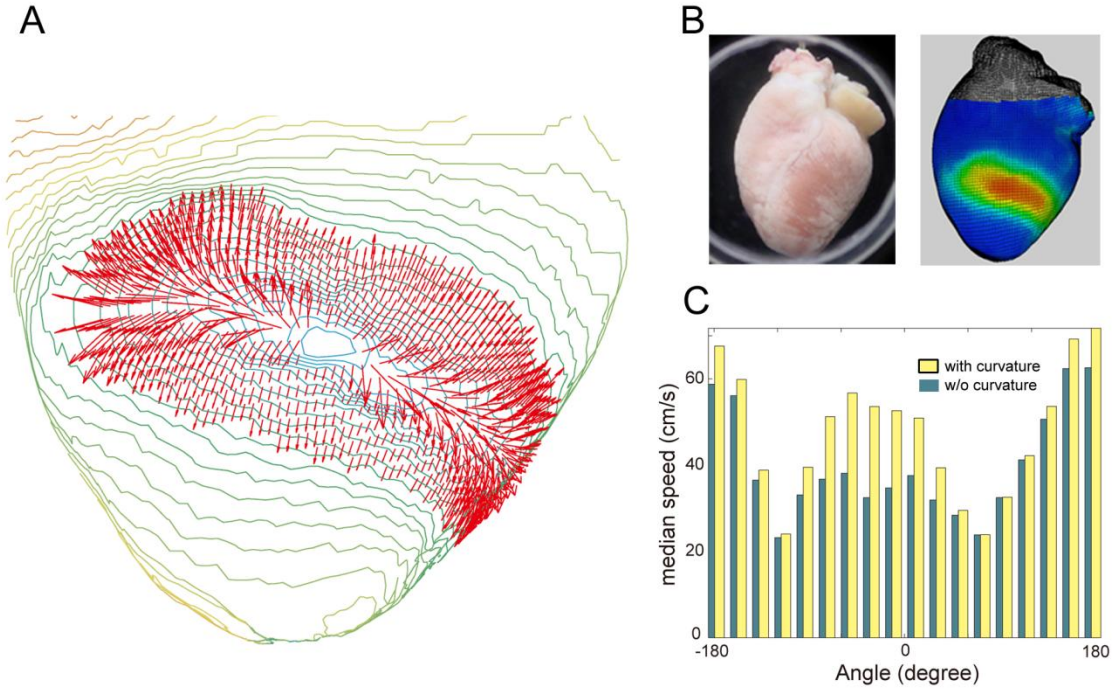 A
B
C
with curvature
w/o curvature
median speed (cm/s)
60
40
20
0
-180
0
180
Angle (degree)